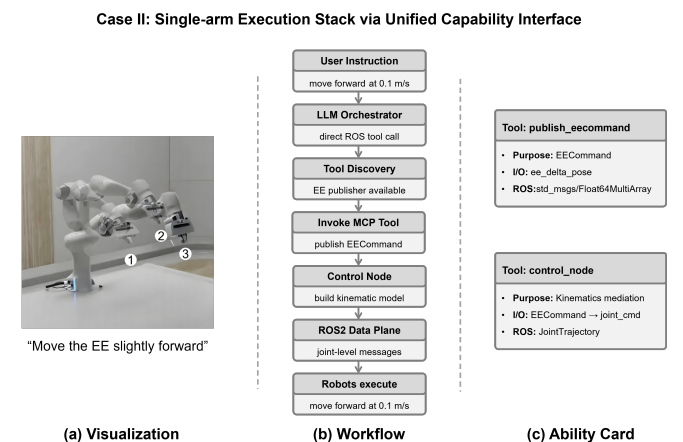 Case II: Single-arm Execution Stack via Unified Capability Interface
1
2
3
“Move the EE slightly forward”
(a) Visualization
User Instruction
move forward at 0.1 m/s
LLM Orchestrator
direct ROS tool call
Tool Discovery
EE publisher available
Invoke MCP Tool
publish EECommand
Control Node
build kinematic model
ROS2 Data Plane
joint-level messages
Robots execute
move forward at 0.1 m/s
(b) Workflow
Tool: publish_eecommand
• Purpose: EECommand
• I/O: ee_delta_pose
• ROS:std_msgs/Float64MultiArray
Tool: control_node
• Purpose: Kinematics mediation
• I/O: EECommand → joint_cmd
• ROS: JointTrajectory
(c) Ability Card